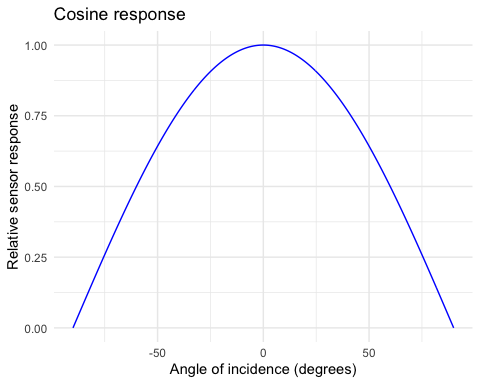 Cosine response
1.00
0.75
0.50
0.25
0.00
Relative sensor response
-50 0 50
Angle of incidence (degrees)